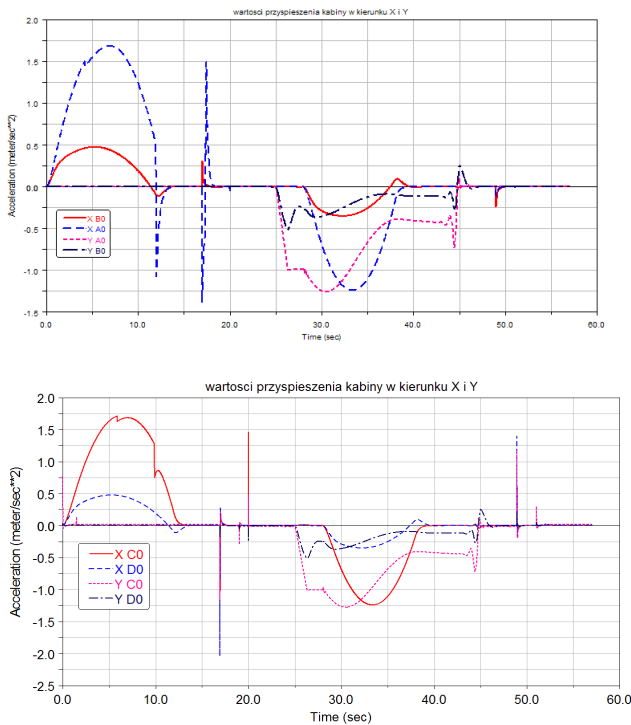 wartosci przyspieszenia kabiny w kierunku X i Y
Acceleration (meter/sec**2)
2.0
1.5
1.0
0.5
0.0
-0.5
-1.0
-1.5
X B0
X A0
Y A0
Y B0
0.0 10.0 20.0 30.0 40.0 50.0 60.0
Time (sec)
wartosci przyspieszenia kabiny w kierunku X i Y
Acceleration (meter/sec**2)
2.0
1.5
1.0
0.5
0.0
-0.5
-1.0
-1.5
-2.0
-2.5
X C0
X D0
Y C0
Y D0
0.0 10.0 20.0 30.0 40.0 50.0 60.0
Time (sec)